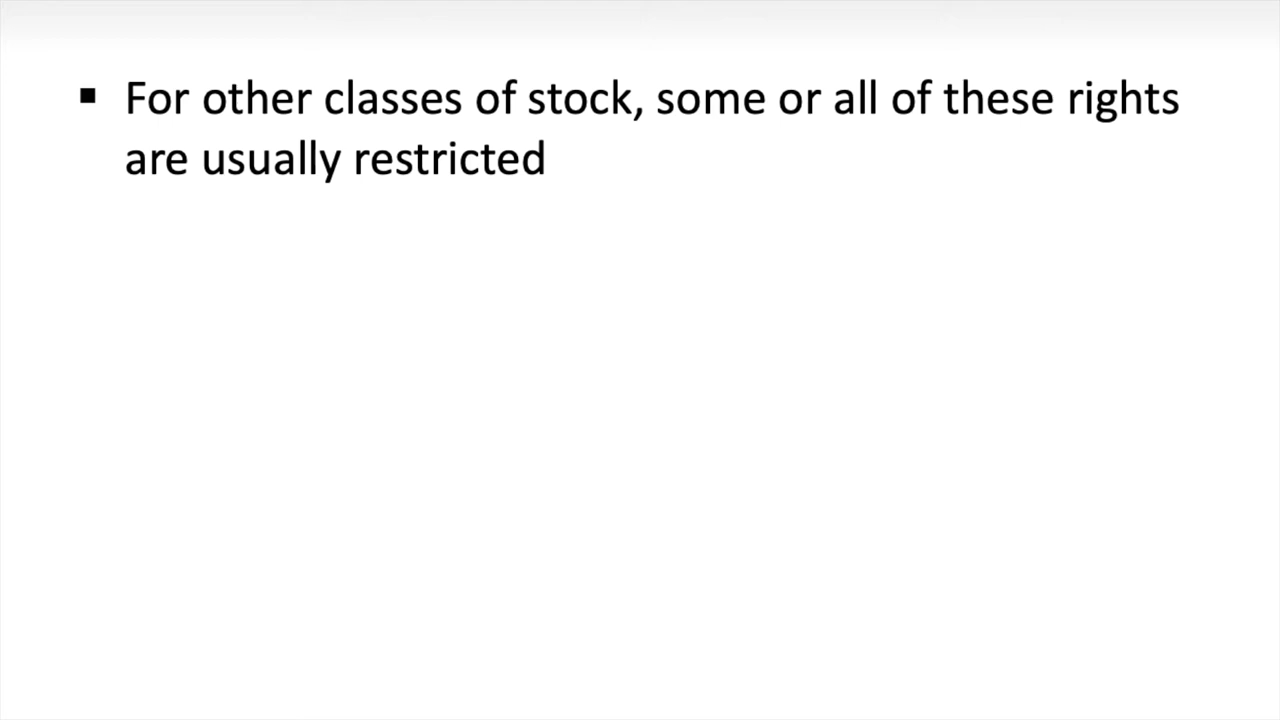 ▪ For other classes of stock, some or all of these rights
are usually restricted